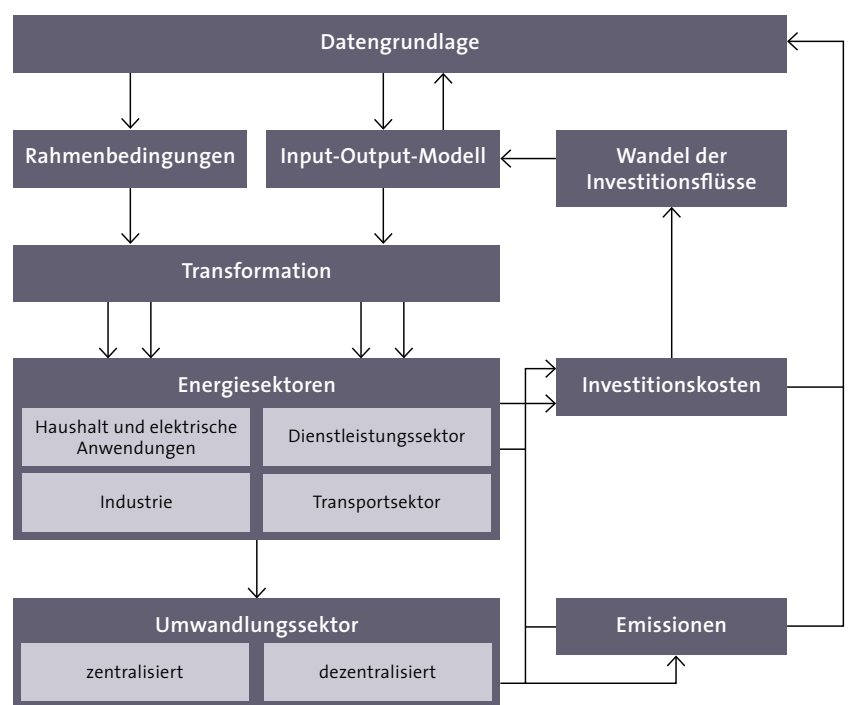 Datengrundlage
Rahmenbedingungen
Input-Output-Modell
Wandel der
Investitionsflüsse
Transformation
Energiesektoren
Investitionskosten
Haushalt und elektrische
Anwendungen
Dienstleistungssektor
Industrie
Transportsektor
Umwandlungssektor
Emissionen
zentralisiert
dezentralisiert